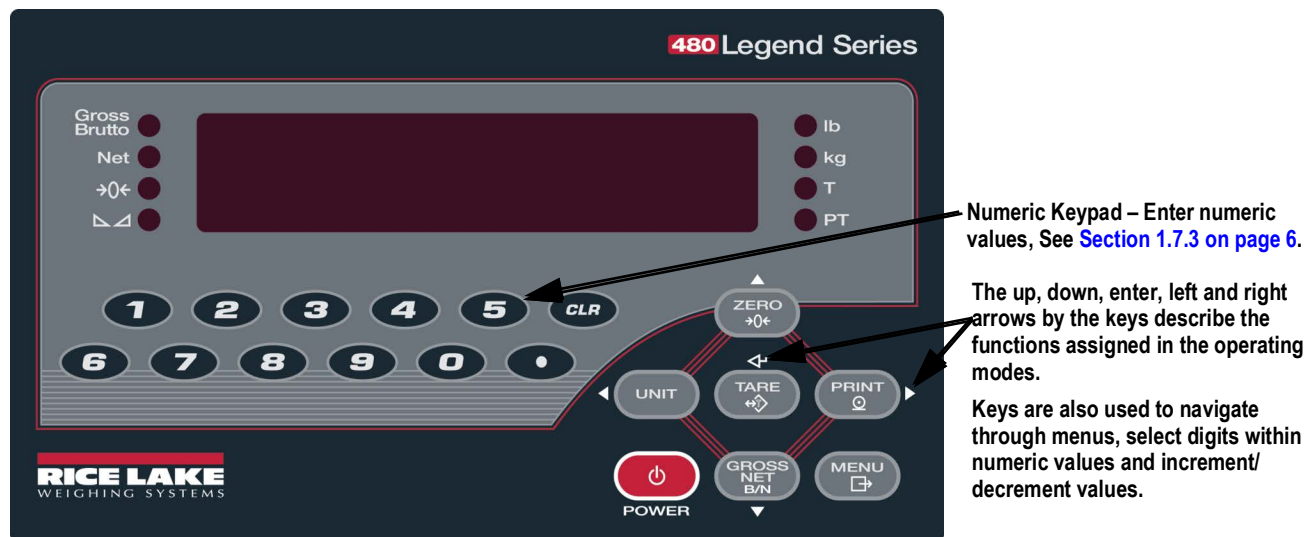 480 Legend Series
Gross
Brutto
Net
→0←
lb
kg
T
PT
Numeric Keypad – Enter numeric
values, See Section 1.7.3 on page 6.
1 2 3 4 5 CLR
6 7 8 9 0 •
ZERO
→0←
The up, down, enter, left and right
arrows by the keys describe the
functions assigned in the operating
modes.
UNIT
TARE
T
PRINT
Keys are also used to navigate
through menus, select digits within
numeric values and increment/
decrement values.
RICE LAKE
WEIGHING SYSTEMS
POWER
GROSS
NET
B/N
MENU